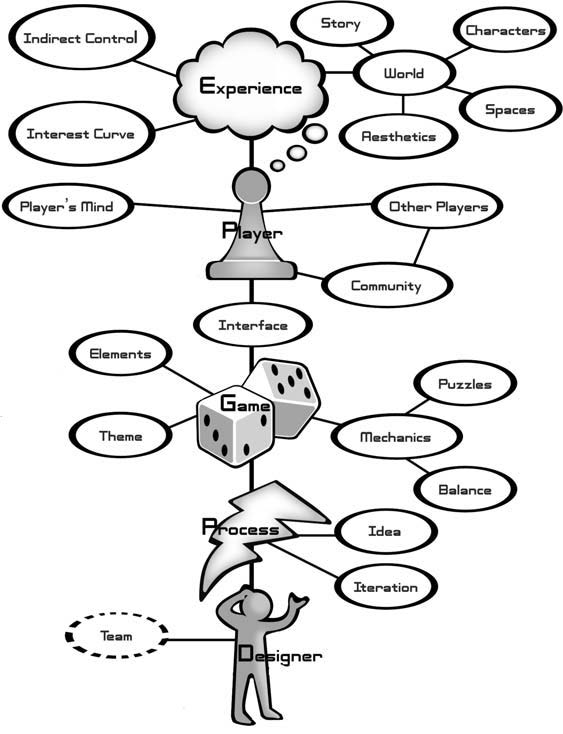 Story
Characters
Indirect Control
World
Experience
Spaces
Interest Curve
Aesthetics
Player's Mind
Other Players
Player
Community
Interface
Elements
Puzzles
Game
Theme
Mechanics
Balance
Process
Idea
Iteration
Team
Designer